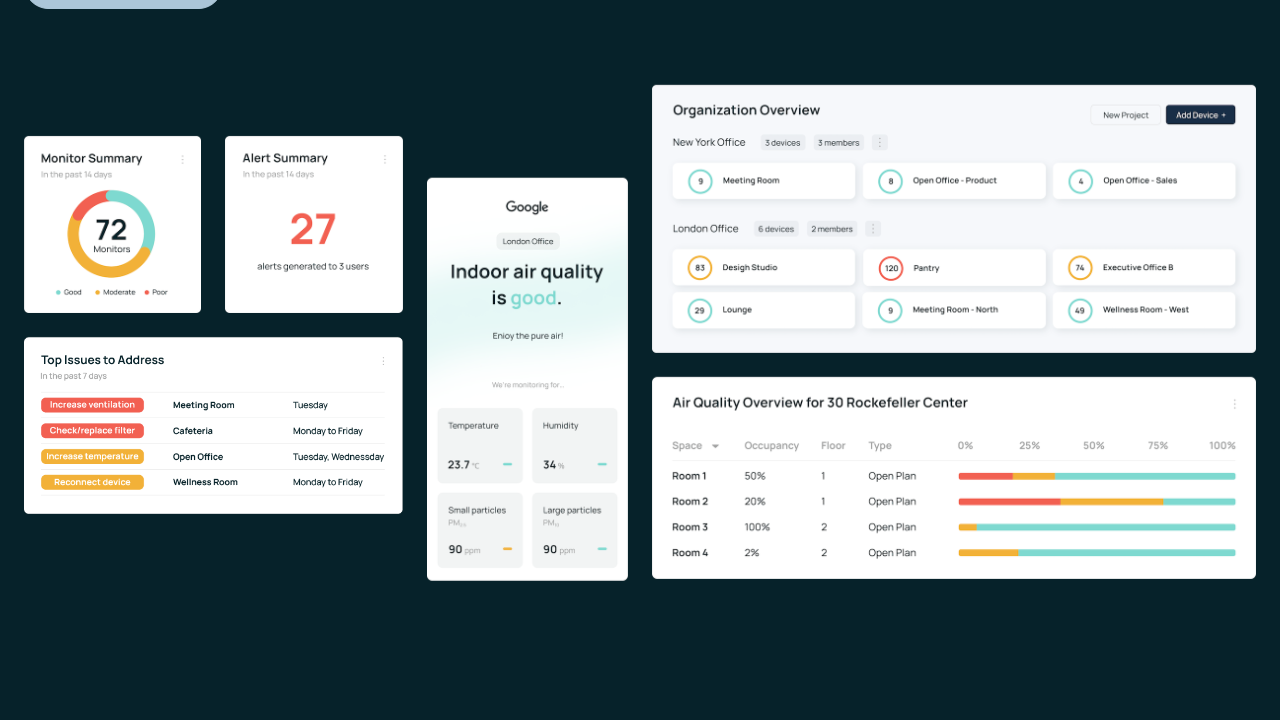 Monitor Summary
In the past 14 days
72
Monitors
Good
Moderate
Poor
Alert Summary
In the past 14 days
27
alerts generated to 3 users
Top Issues to Address
In the past 7 days
Increase ventilation Meeting Room Tuesday
Check/replace filter Cafeteria Monday to Friday
Increase temperature Open Office Tuesday, Wednessday
Reconnect device Wellness Room Monday to Friday
Google
London Office
Indoor air quality
is good.
Enjoy the pure air!
We're monitoring for...
Temperature
23.7 °C
Humidity
34 %
Small particles
PM2.5
90 ppm
Large particles
PM10
90 ppm
Organization Overview
New Project
Add Device +
New York Office 3 devices 3 members
9 Meeting Room
8 Open Office - Product
4 Open Office - Sales
London Office 6 devices 2 members
83 Desigh Studio
120 Pantry
74 Executive Office B
29 Lounge
9 Meeting Room - North
49 Wellness Room - West
Air Quality Overview for 30 Rockefeller Center
Space Occupancy Floor Type 0% 25% 50% 75% 100%
Room 1 50% 1 Open Plan
Room 2 20% 1 Open Plan
Room 3 100% 2 Open Plan
Room 4 2% 2 Open Plan